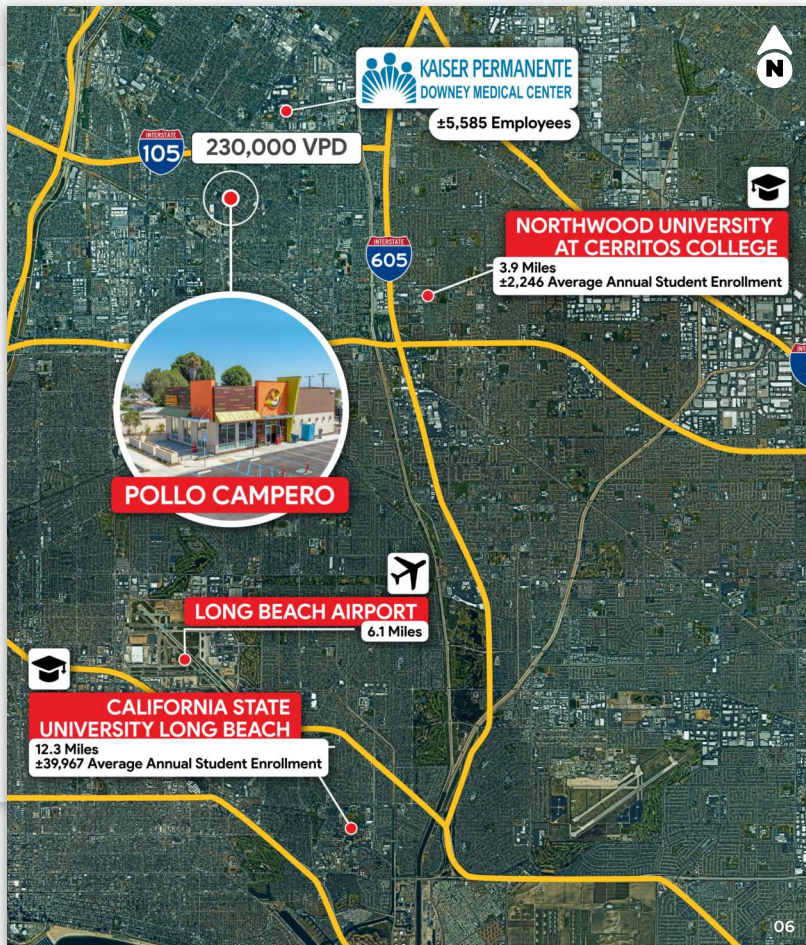 N
KAISER PERMANENTE
DOWNEY MEDICAL CENTER
±5,585 Employees
INTERSTATE
105
230,000 VPD
NORTHWOOD UNIVERSITY
AT CERRITOS COLLEGE
3.9 Miles
±2,246 Average Annual Student Enrollment
INTERSTATE
605
POLLO CAMPERO
LONG BEACH AIRPORT
6.1 Miles
CALIFORNIA STATE
UNIVERSITY LONG BEACH
12.3 Miles
±39,967 Average Annual Student Enrollment
06